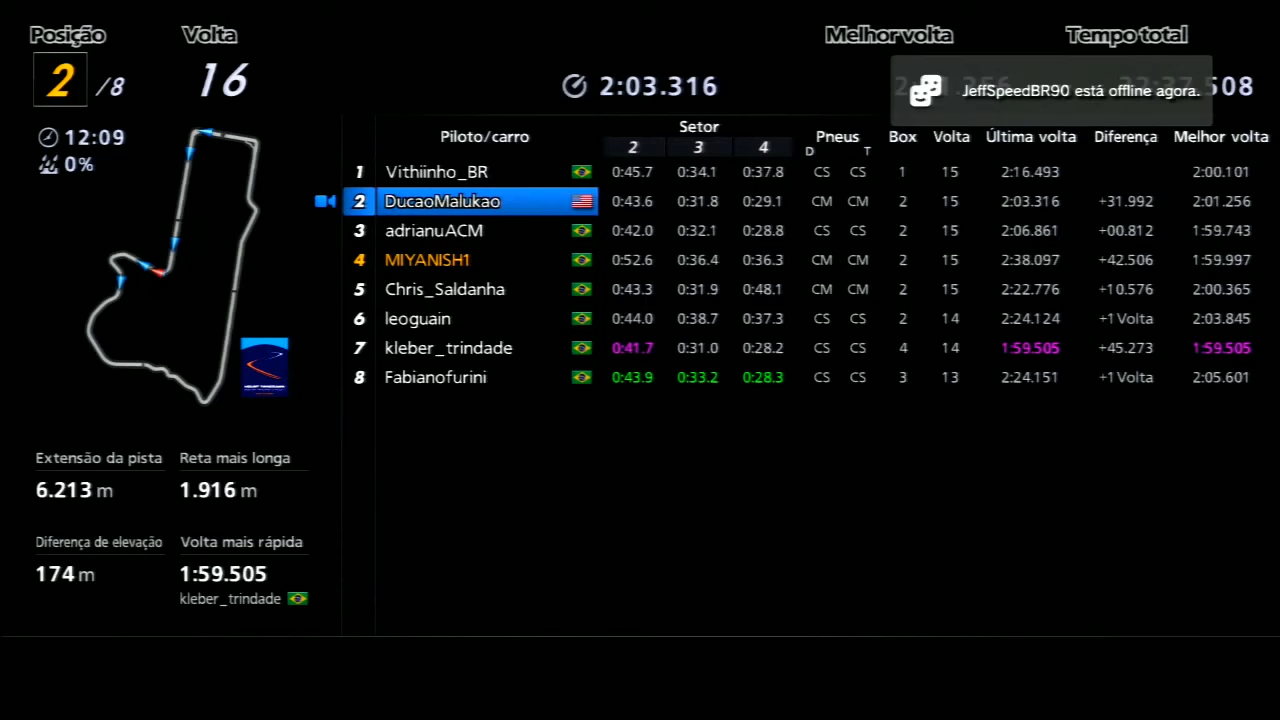 Posição Volta Melhor volta Tempo total
2 /8 16 2:03.316 .508
JeffSpeedBR90 está offline agora.
12:09
0%
Piloto/carro Setor Pneus Box Volta Última volta Diferença Melhor volta
2 3 4 D T
1 Vithiinho_BR 0:45.7 0:34.1 0:37.8 CS CS 1 15 2:16.493 2:00.101
2 DucaoMalukao 0:43.6 0:31.8 0:29.1 CM CM 2 15 2:03.316 +31.992 2:01.256
3 adrianuACM 0:42.0 0:32.1 0:28.8 CS CS 2 15 2:06.861 +00.812 1:59.743
4 MIYANISH1 0:52.6 0:36.4 0:36.3 CM CM 2 15 2:38.097 +42.506 1:59.997
5 Chris_Saldanha 0:43.3 0:31.9 0:48.1 CM CM 2 15 2:22.776 +10.576 2:00.365
6 leoguain 0:44.0 0:38.7 0:37.3 CS CS 2 14 2:24.124 +1 Volta 2:03.845
7 kleber_trindade 0:41.7 0:31.0 0:28.2 CS CS 4 14 1:59.505 +45.273 1:59.505
8 Fabianofurini 0:43.9 0:33.2 0:28.3 CS CS 3 13 2:24.151 +1 Volta 2:05.601
Extensão da pista Reta mais longa
6.213 m 1.916 m
Diferença de elevação Volta mais rápida
174 m 1:59.505
kleber_trindade